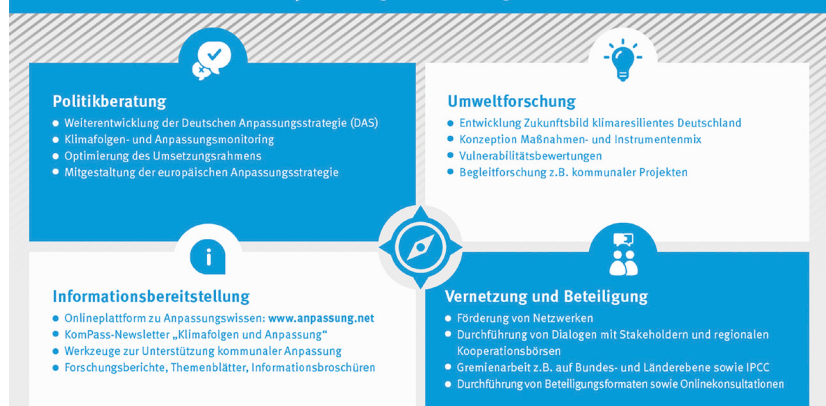 Politikberatung
• Weiterentwicklung der Deutschen Anpassungsstrategie (DAS)
• Klimafolgen- und Anpassungsmonitoring
• Optimierung des Umsetzungsrahmens
• Mitgestaltung der europäischen Anpassungsstrategie
Umweltforschung
• Entwicklung Zukunftsbild klimaresilientes Deutschland
• Konzeption Maßnahmen- und Instrumentenmix
• Vulnerabilitätsbewertungen
• Begleitforschung z.B. kommunaler Projekten
Informationsbereitstellung
• Onlineplattform zu Anpassungswissen: www.anpassung.net
• KomPass-Newsletter „Klimafolgen und Anpassung“
• Werkzeuge zur Unterstützung kommunaler Anpassung
• Forschungsberichte, Themenblätter, Informationsbroschüren
Vernetzung und Beteiligung
• Förderung von Netzwerken
• Durchführung von Dialogen mit Stakeholdern und regionalen
Kooperationsbörsen
• Gremienarbeit z.B. auf Bundes- und Länderebene sowie IPCC
• Durchführung von Beteiligungsformaten sowie Onlinekonsultationen